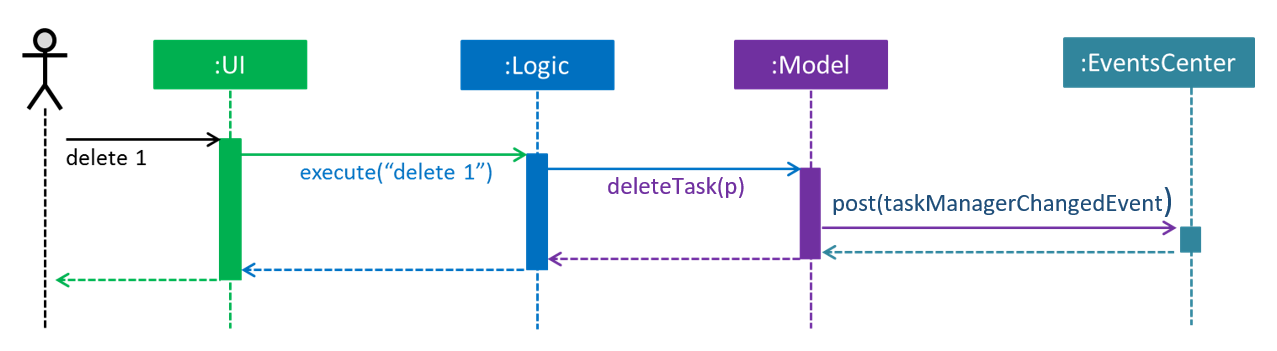 :UI
:Logic
:Model
:EventsCenter
delete 1
execute(“delete 1”)
deleteTask(p)
post(taskManagerChangedEvent)